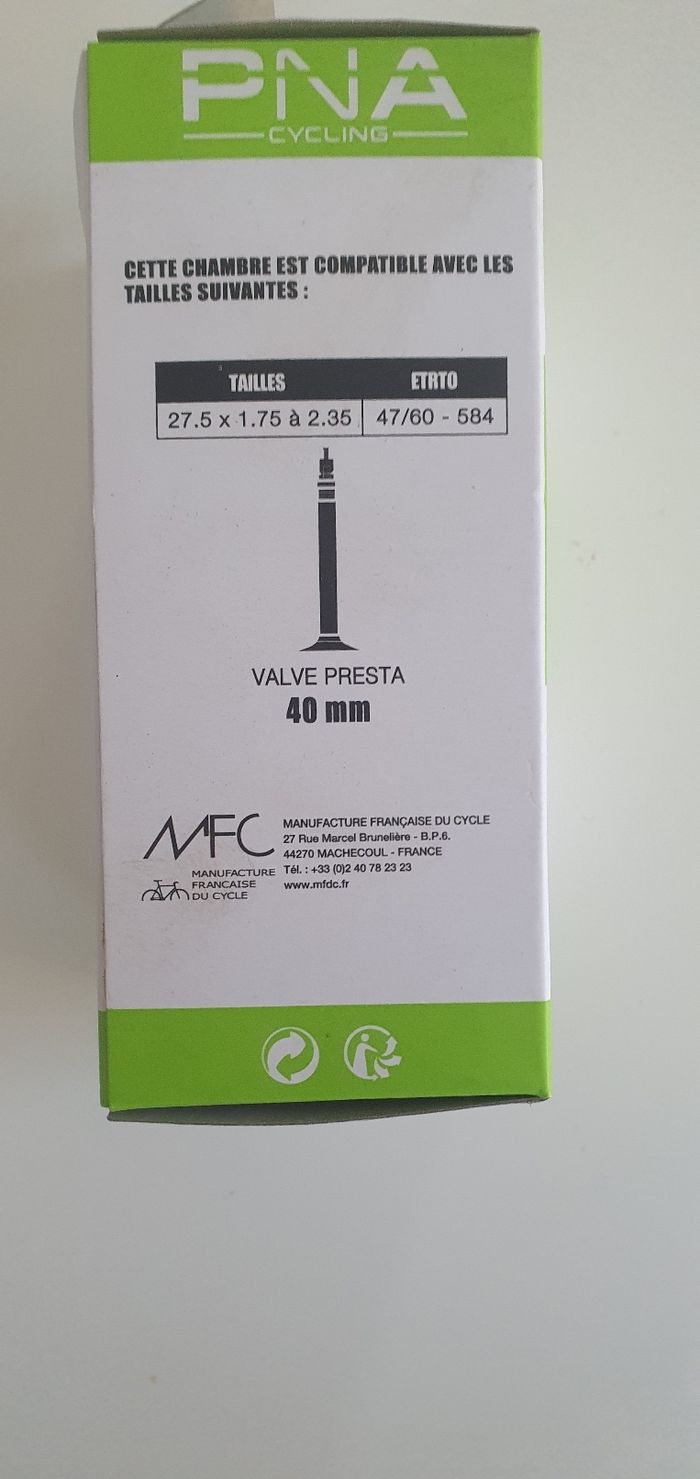 PNA
CYCLING
CETTE CHAMBRE EST COMPATIBLE AVEC LES
TAILLES SUIVANTES :
TAILLES ETRTO
27.5 x 1.75 à 2.35 47/60 - 584
VALVE PRESTA
40 mm
MFC
MANUFACTURE
FRANCAISE
DU CYCLE
MANUFACTURE FRANÇAISE DU CYCLE
27 Rue Marcel Brunelière - B.P.6.
44270 MACHECOUL - FRANCE
Tél. : +33 (0)2 40 78 23 23
www.mfdc.fr